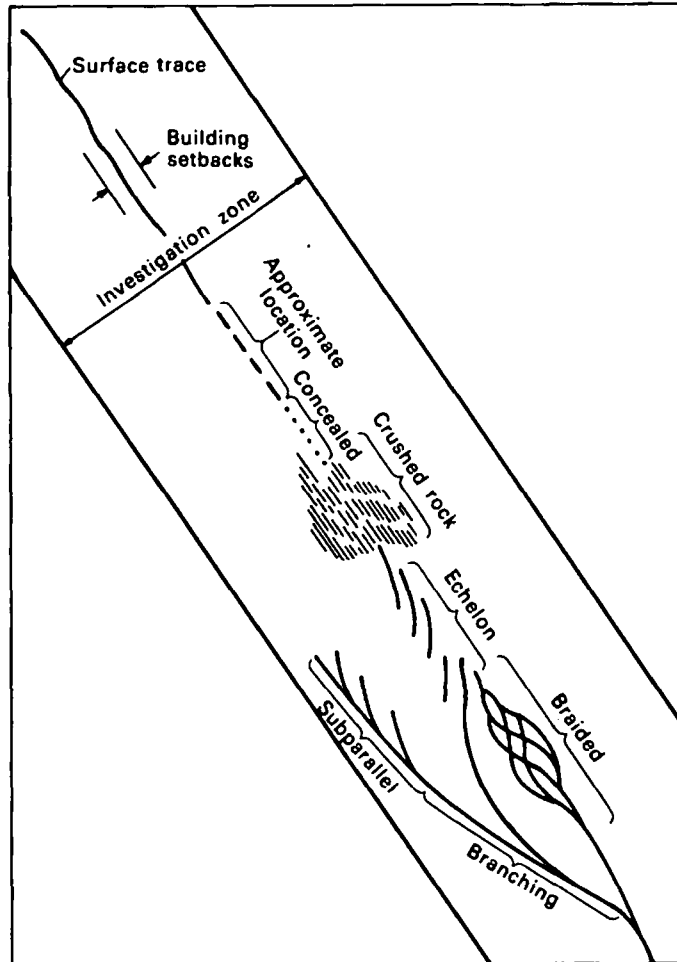 Surface trace
Building
setbacks
Investigation zone
Approximate
location
Concealed
Crushed rock
Echelon
Braided
Subparallel
Branching